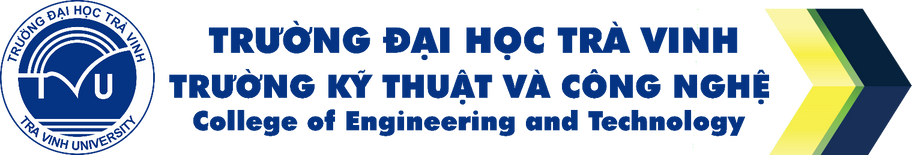 TRƯỜNG ĐẠI HỌC TRÀ VINH
TVU
TRA VINH UNIVERSITY
TRƯỜNG ĐẠI HỌC TRÀ VINH
TRƯỜNG KỸ THUẬT VÀ CÔNG NGHỆ
College of Engineering and Technology